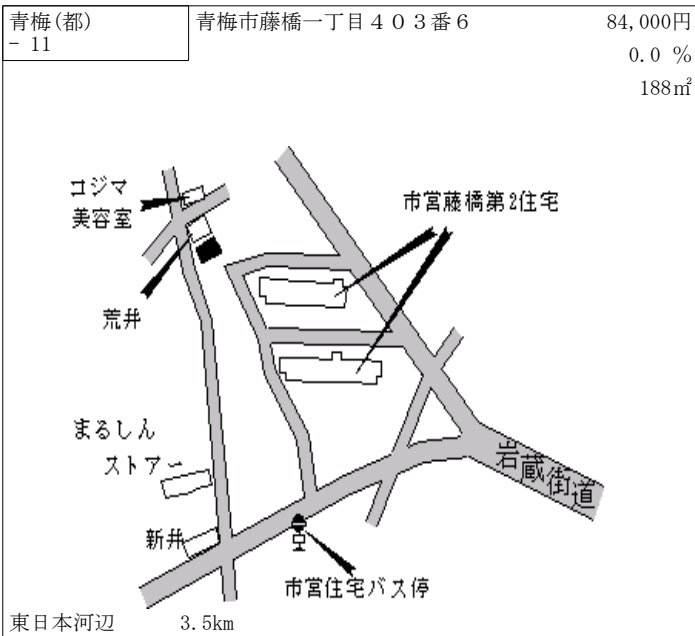 青梅(都)
- 11
青梅市藤橋一丁目４０３番６
84,000円
0.0 %
188㎡
コジマ
美容室
市営藤橋第2住宅
荒井
まるしん
ストアー
岩蔵街道
新井
市営住宅バス停
東日本河辺
3.5km